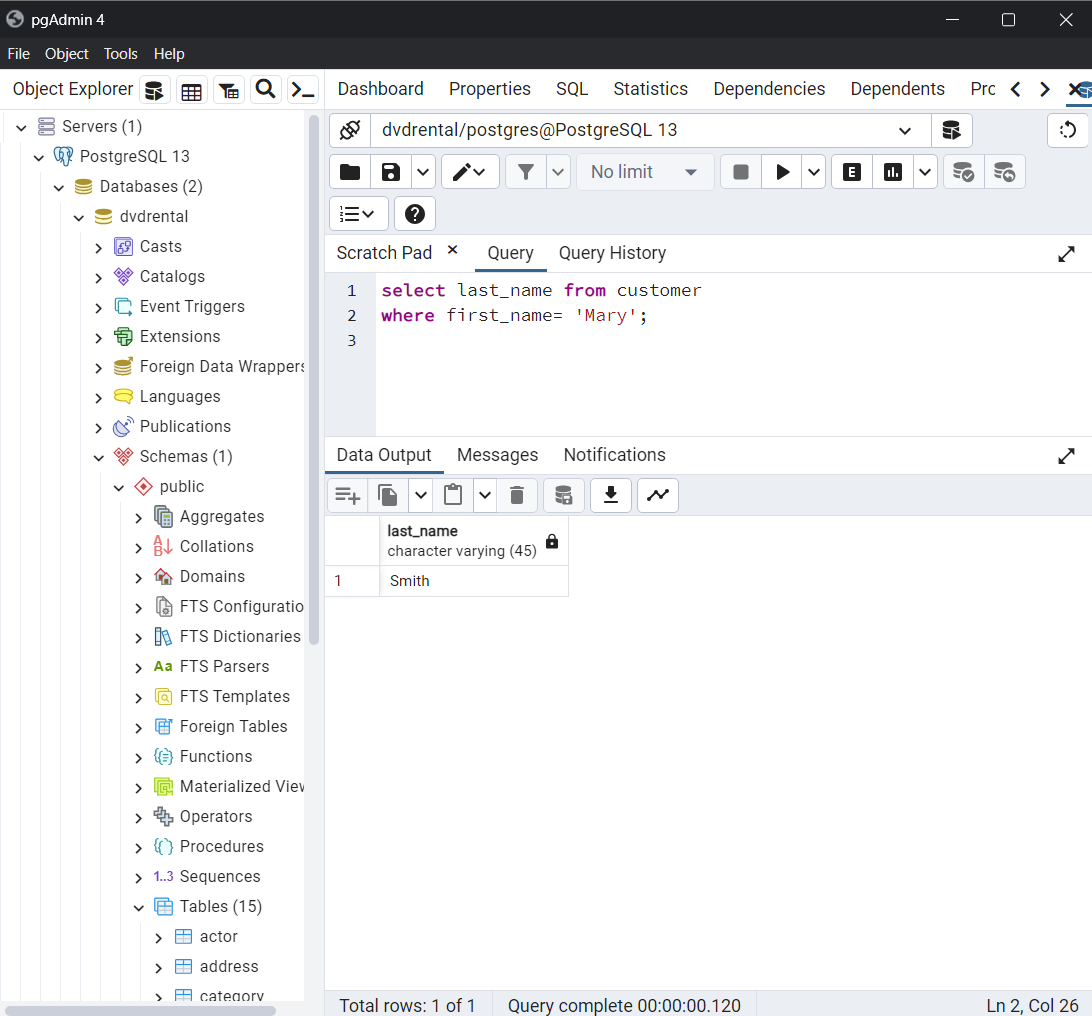 pgAdmin 4
File Object Tools Help
Object Explorer
Dashboard Properties SQL Statistics Dependencies Dependents Prc
Servers (1)
PostgreSQL 13
Databases (2)
dvdrental
Casts
Catalogs
Event Triggers
Extensions
Foreign Data Wrappers
Languages
Publications
Schemas (1)
public
Aggregates
Collations
Domains
FTS Configuratio
FTS Dictionaries
Aa FTS Parsers
FTS Templates
Foreign Tables
Functions
Materialized Viev
Operators
Procedures
1..3 Sequences
Tables (15)
actor
address
category
dvdrental/postgres@PostgreSQL 13
No limit
E
Scratch Pad Query Query History
1 select last_name from customer
2 where first_name= 'Mary';
3
Data Output Messages Notifications
last_name
character varying (45)
1 Smith
Total rows: 1 of 1 Query complete 00:00:00.120 Ln 2, Col 26